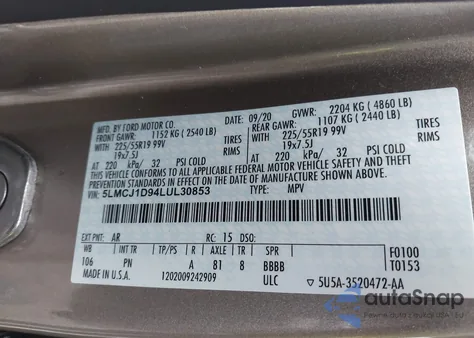 MFD. BY FORD MOTOR CO.
09/20 GVWR: 2204 KG ( 4860 LB)
FRONT GAWR: 1152 KG ( 2540 LB) REAR GAWR: 1107 KG ( 2440 LB)
WITH 225/55R19 99V TIRES WITH 225/55R19 99V TIRES
19x7.5J RIMS 19x7.5J RIMS
AT 220 kPa/ 32 PSI COLD AT 220 kPa/ 32 PSI COLD
THIS VEHICLE CONFORMS TO ALL APPLICABLE FEDERAL MOTOR VEHICLE SAFETY AND
THEFT PREVENTION STANDARDS IN EFFECT ON THE DATE OF MANUFACTURE SHOWN ABOVE.
VIN: 5LMCJ1D94LUL30853 TYPE: MPV
EXT PNT: AR RC: 15 DSO: F0100
WB INT TR TP/PS R AX TR SPR T0153
106 PN A 81 8 BBBB
MADE IN U.S.A. 1202009242909 ULC 5U5A-3520472-AA
autoSnap